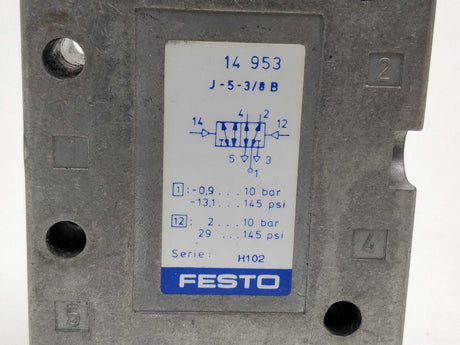 14 953
2
J-5-3/8 B
4 2
14 12
5 3
1
1
1 : -0,9 ... 10 bar
-13,1 ... 145 psi
12 : 2 ... 10 bar
29 ... 145 psi
4
Serie: H102
FESTO
5